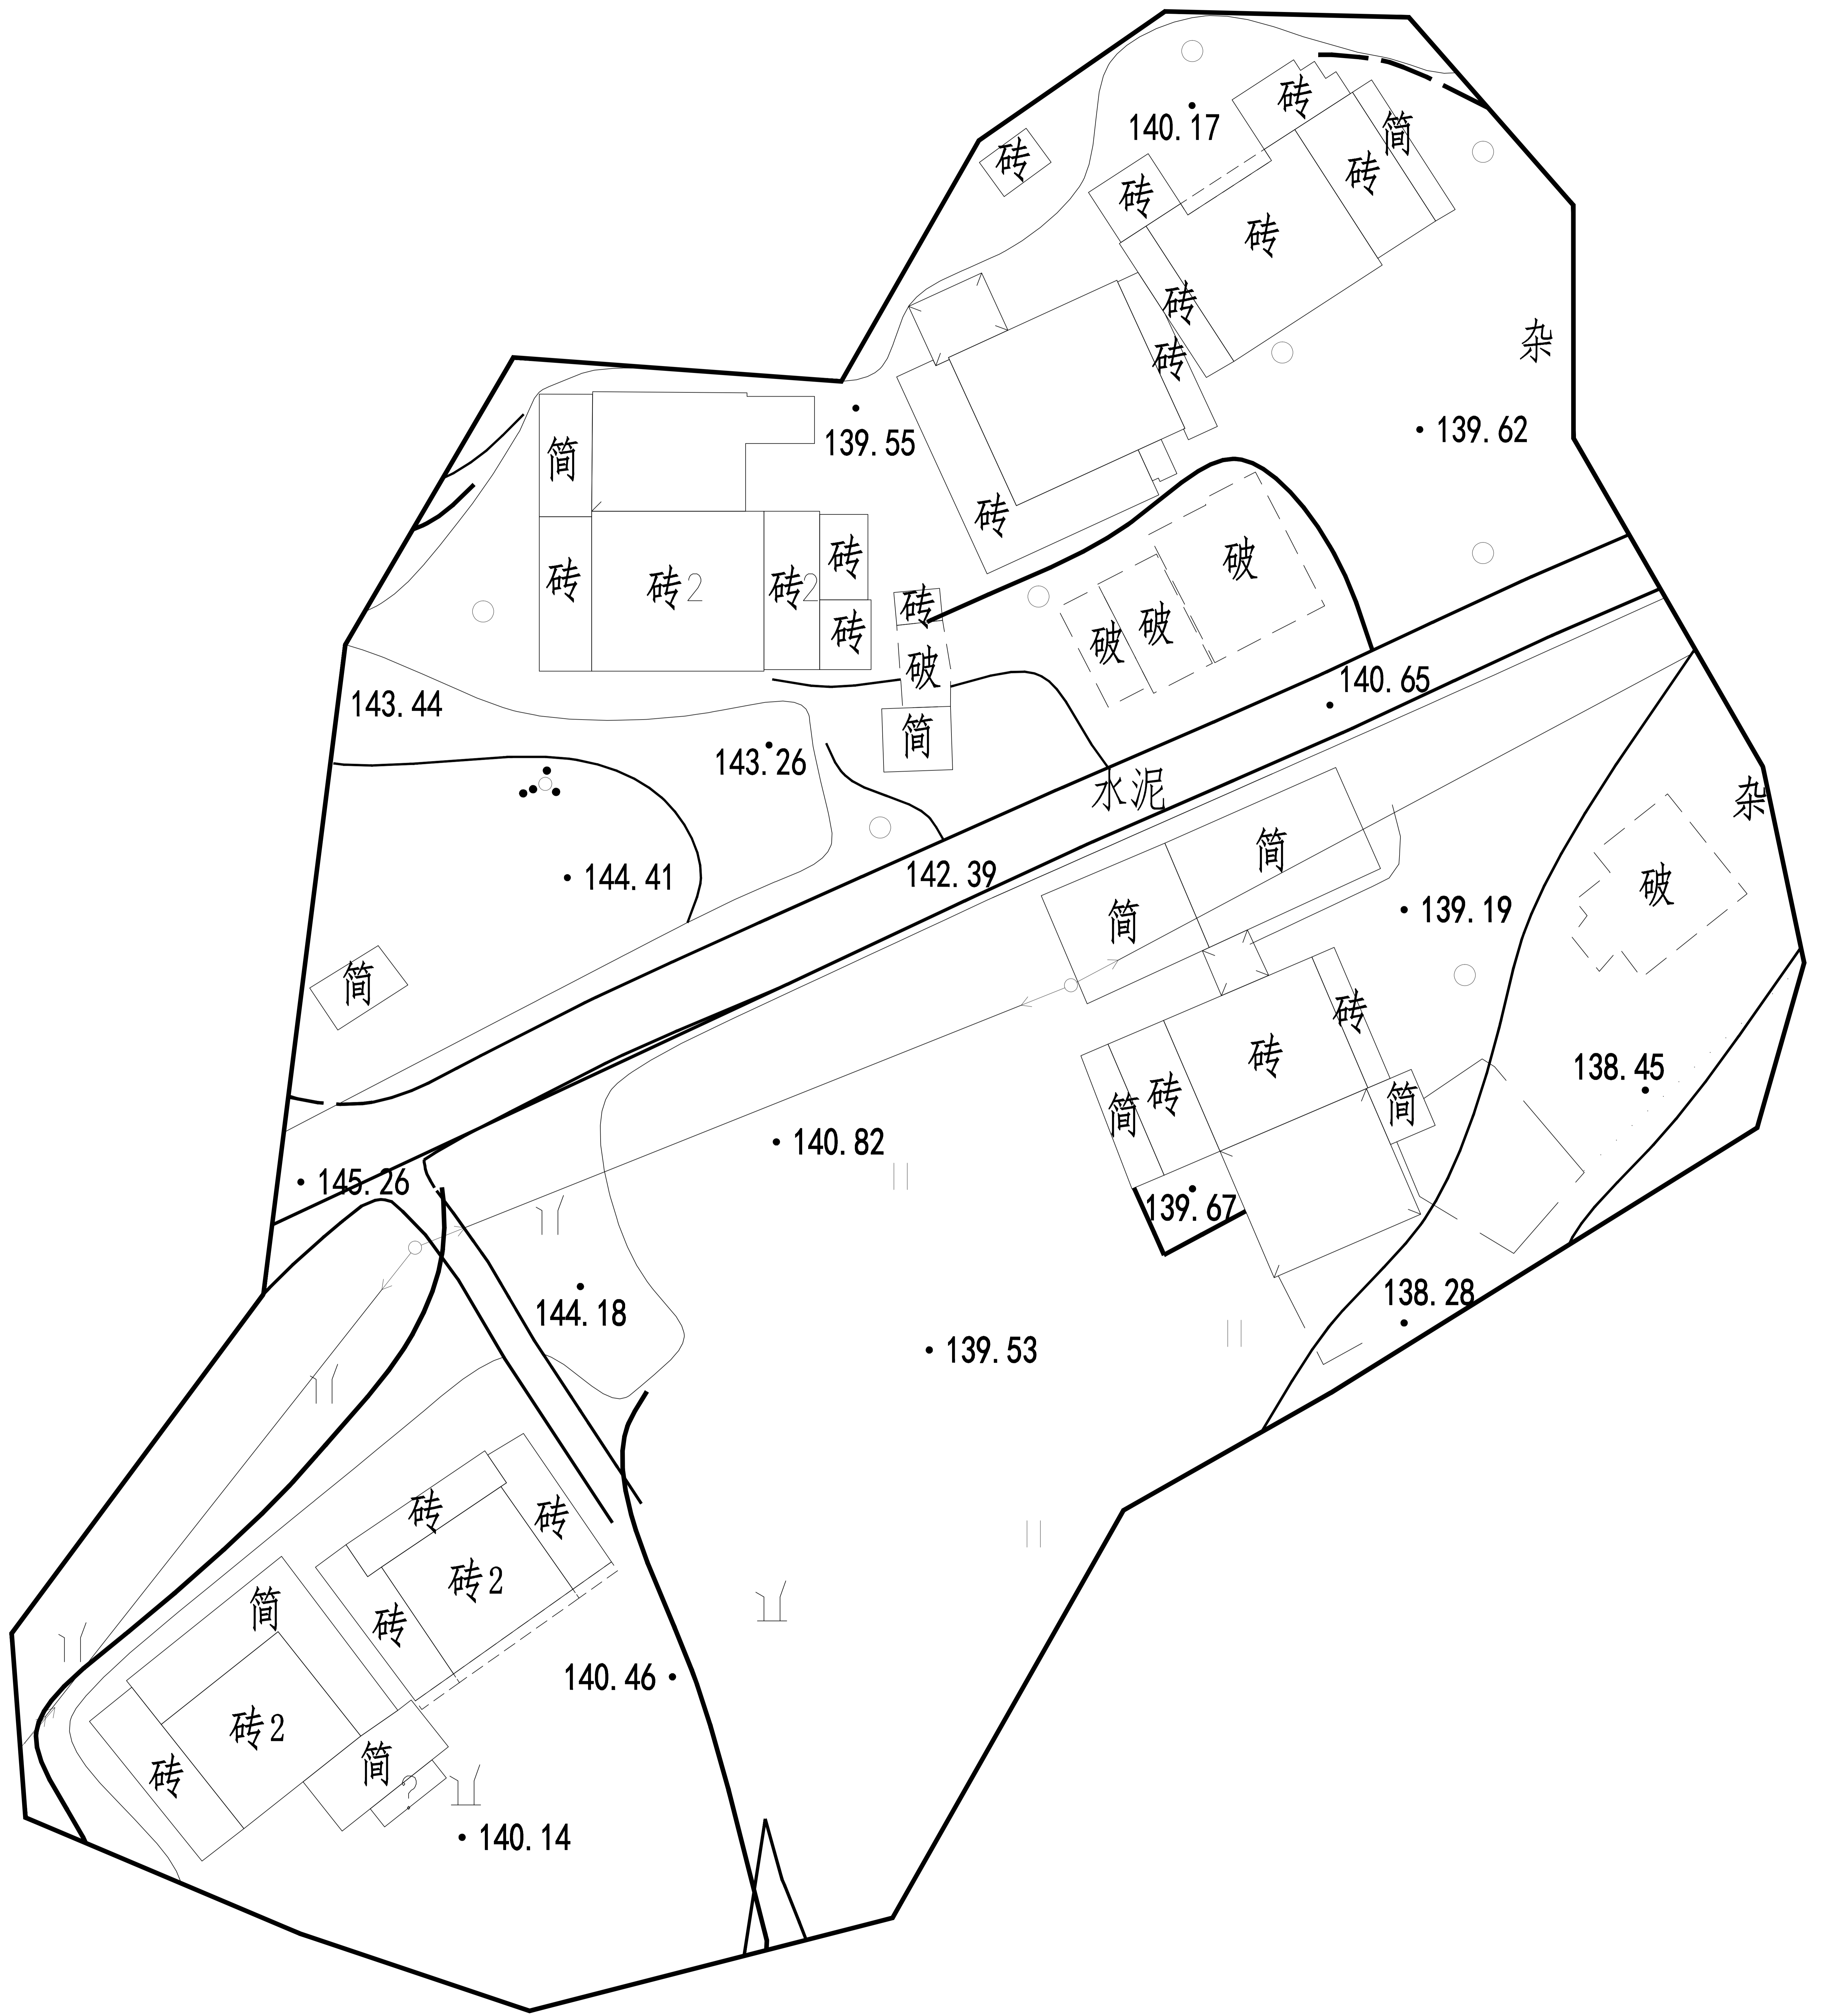 砖
140.17
简
砖
砖
砖
砖
砖
杂
砖
139.55
139.62
简
砖
砖
破
砖
砖2
砖2
砖
砖
破
破
破
140.65
143.44
简
143.26
水泥
杂
简
142.39
144.41
破
139.19
简
简
砖
砖
138.45
砖
简
简
140.82
145.26
139.67
138.28
144.18
139.53
砖
砖
砖2
简
砖
140.46
砖2
简
砖
?
140.14